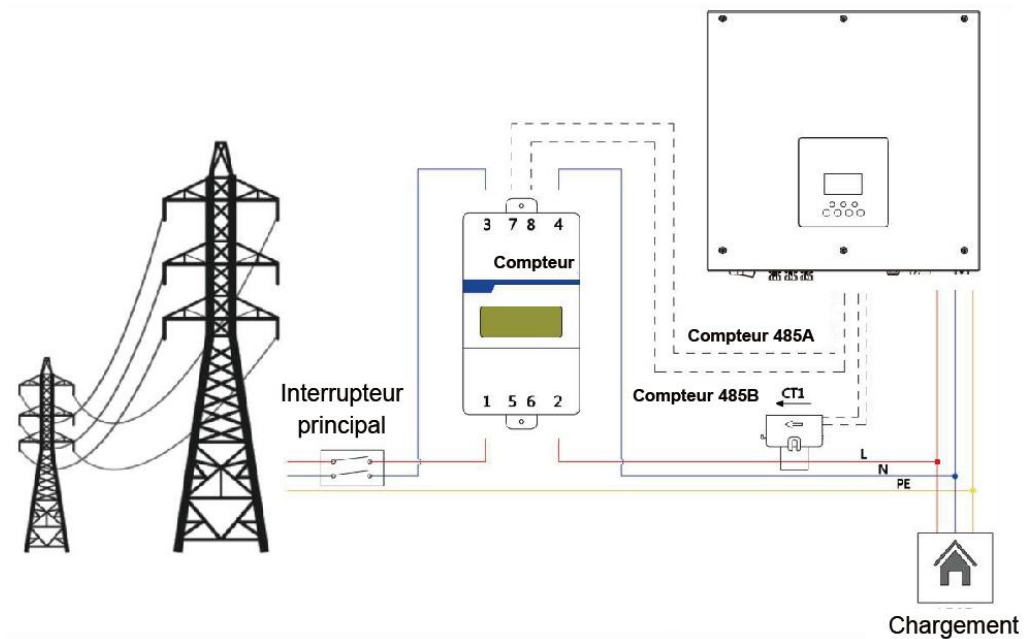 3 7 8 4
Compteur
1 5 6 2
Compteur 485A
Compteur 485B
CT1
Interrupteur
principal
L
N
PE
Chargement